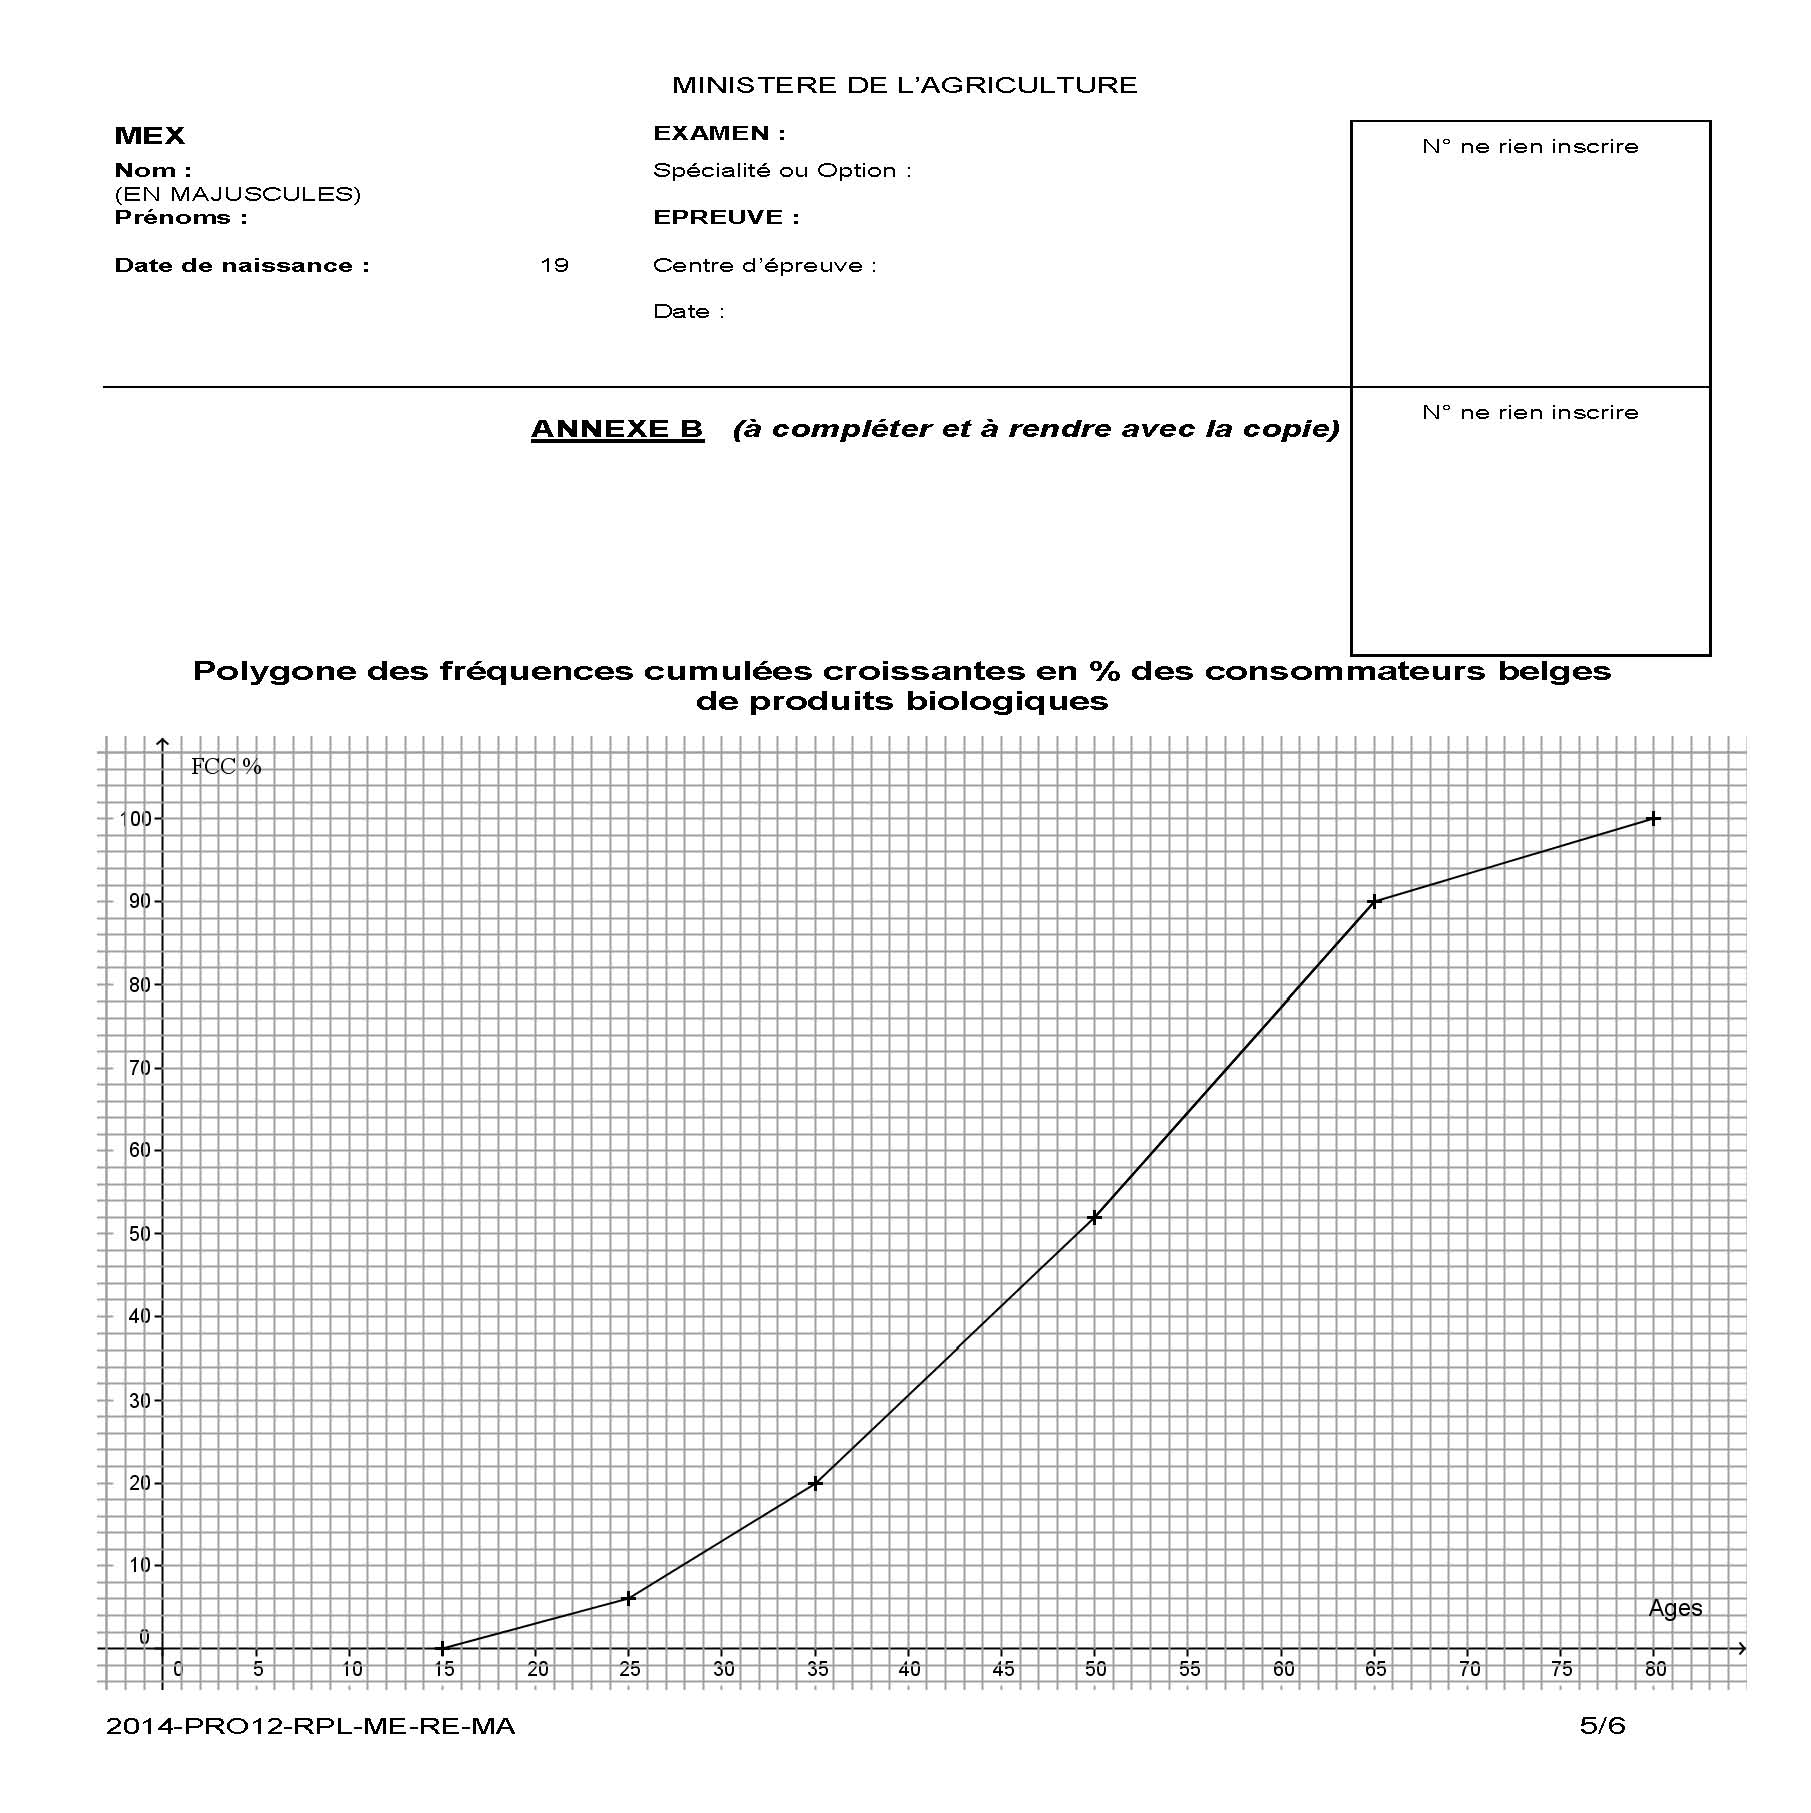 MINISTERE DE L’AGRICULTURE
MEX
Nom :
(EN MAJUSCULES)
Prénoms :
Date de naissance : 19
EXAMEN :
Spécialité ou Option :
EPREUVE :
Centre d’épreuve :
Date :
N° ne rien inscrire
ANNEXE B (à compléter et à rendre avec la copie)
N° ne rien inscrire
Polygone des fréquences cumulées croissantes en % des consommateurs belges
de produits biologiques
FCC %
100
90
80
70
60
50
40
30
20
10
0
Ages
0 5 10 15 20 25 30 35 40 45 50 55 60 65 70 75 80
2014-PRO12-RPL-ME-RE-MA 5/6